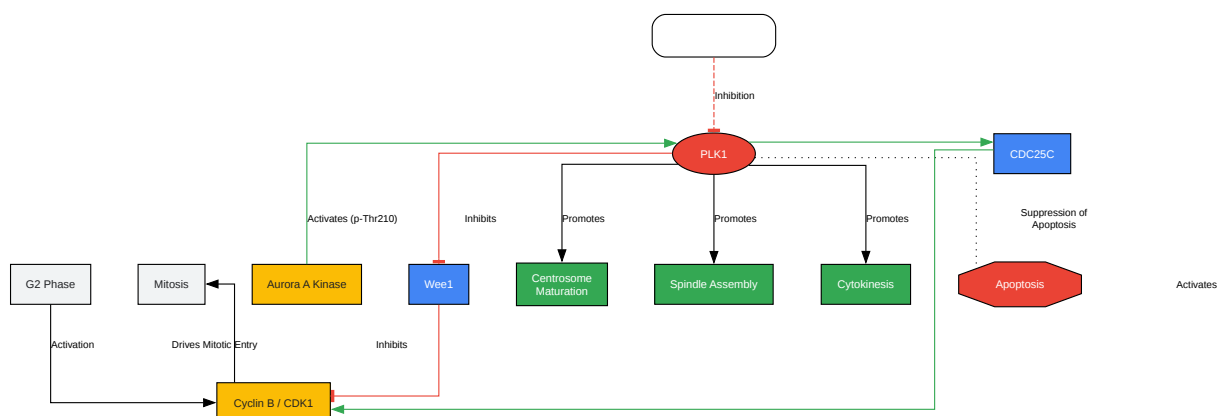 Inhibition
PLK1
CDC25C
Activates (p-Thr210)
Inhibits
Promotes
Promotes
Promotes
Suppression of
Apoptosis
G2 Phase
Mitosis
Aurora A Kinase
Wee1
Centrosome
Maturation
Spindle Assembly
Cytokinesis
Apoptosis
Activates
Activation
Drives Mitotic Entry
Inhibits
Cyclin B / CDK1